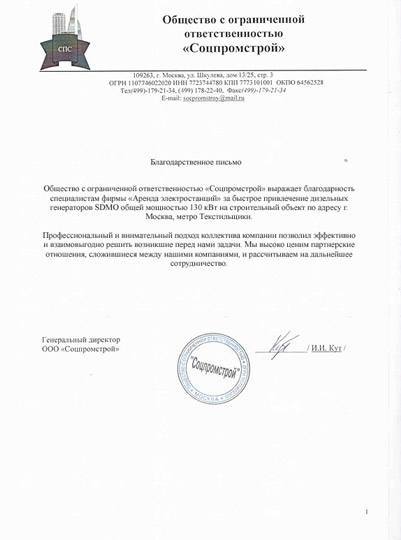 СПС
Общество с ограниченной
ответственностью
«Соцпромстрой»
109263, г. Москва, ул. Шкулева, дом 13/25, стр. 3
ОГРН 1107746022020 ИНН 7723744780 КПП 7773101001 ОКПО 64562528
Тел/499)-179-21-34, (499) 178-22-40, Факс(499)-179-21-34
E-mail: socpromstroy@mail.ru
Благодарственное письмо
Общество с ограниченной ответственностью «Соцпромстрой» выражает благодарность
специалистам фирмы «Аренда электростанций» за быстрое привлечение дизельных
генераторов SDMO общей мощностью 130 кВт на строительный объект по адресу г.
Москва, метро Текстильщики.
Профессиональный и внимательный подход коллектива компании позволил эффективно
и взаимовыгодно решить возникшие перед нами задачи. Мы высоко ценим партнерские
отношения, сложившиеся между нашими компаниями, и рассчитываем на дальнейшее
сотрудничество.
Генеральный директор
ООО «Соцпромстрой»
"Соцпромстрой"
МОСКВА
/ И.И. Кут /
1